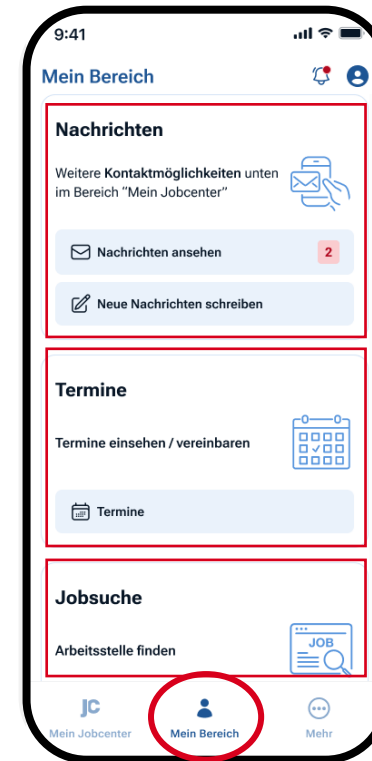 9:41
Mein Bereich
Nachrichten
Weitere Kontaktmöglichkeiten unten
im Bereich "Mein Jobcenter"
Nachrichten ansehen 2
Neue Nachrichten schreiben
Termine
Termine einsehen / vereinbaren
Termine
Jobsuche
Arbeitsstelle finden
JOB
JC
Mein Jobcenter Mein Bereich Mehr